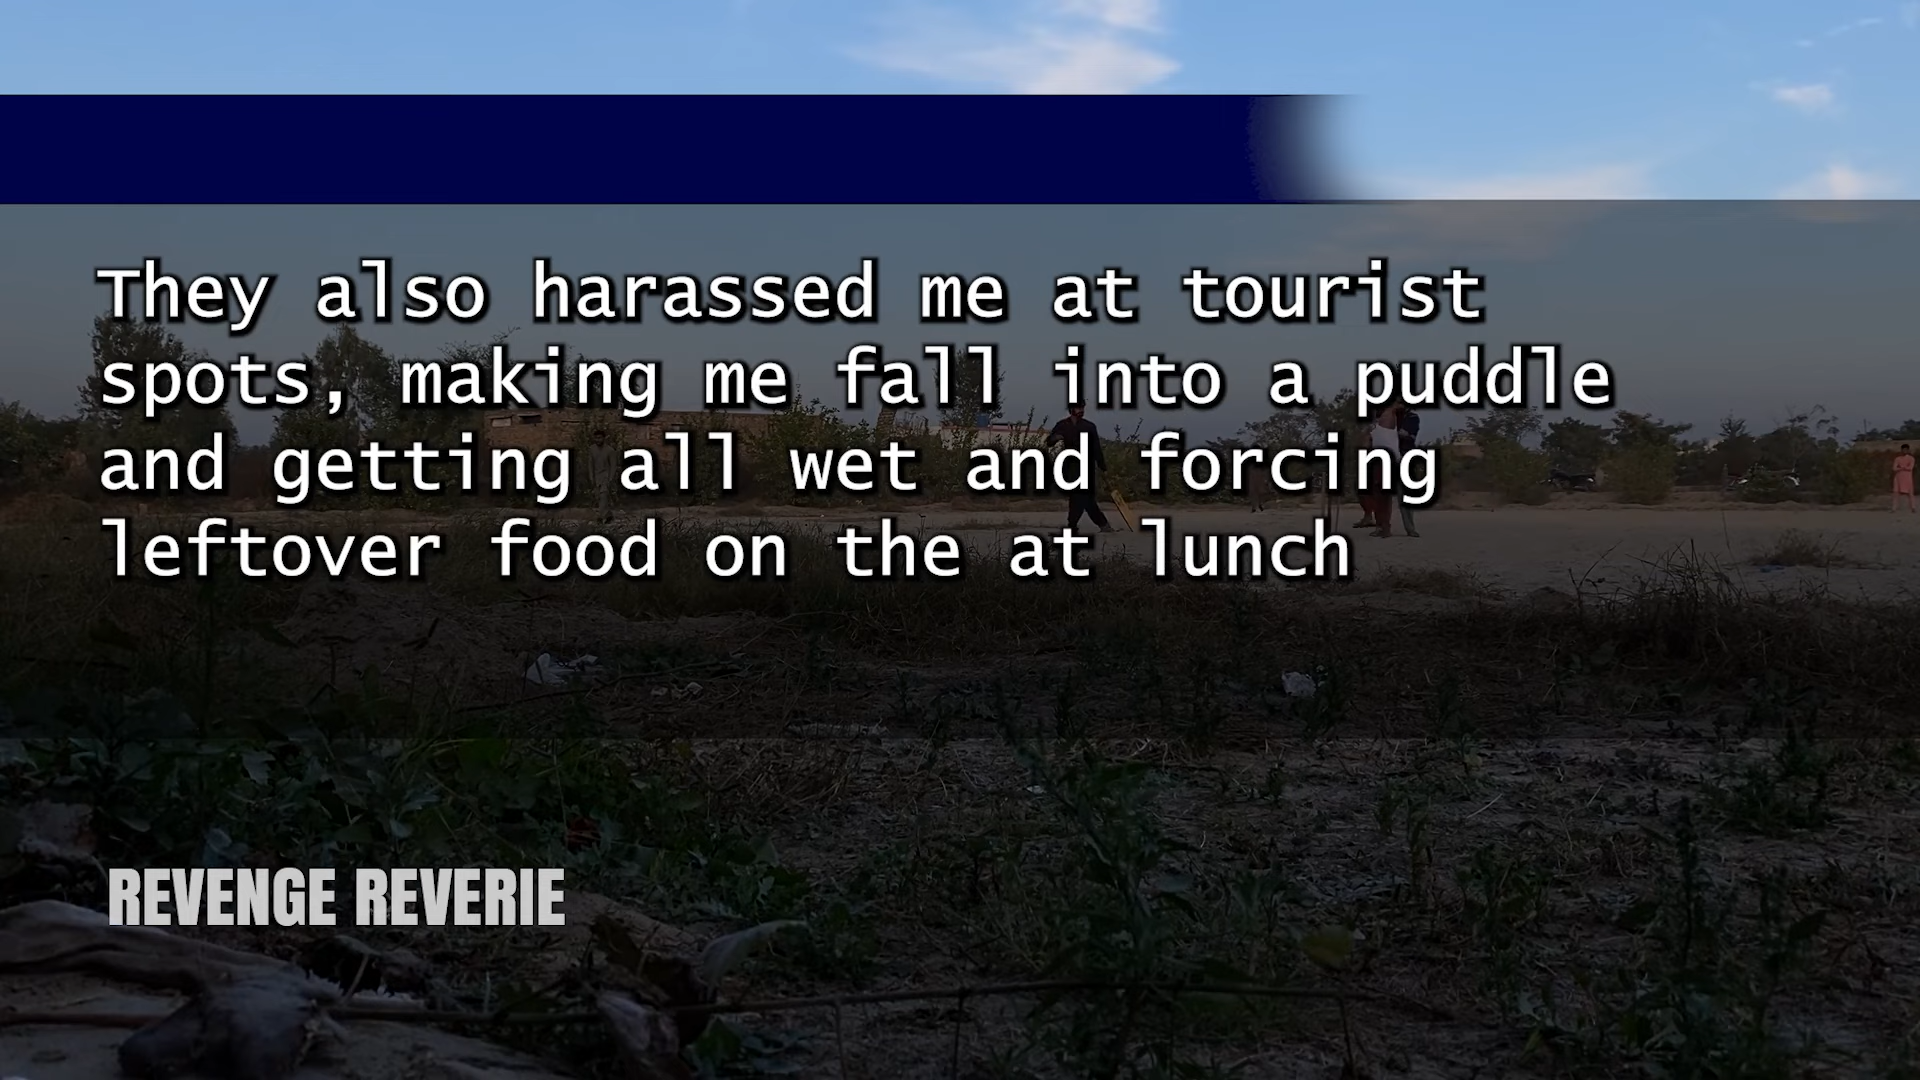 They also harassed me at tourist
spots, making me fall into a puddle
and getting all wet and forcing
leftover food on the at lunch
REVENGE REVERIE